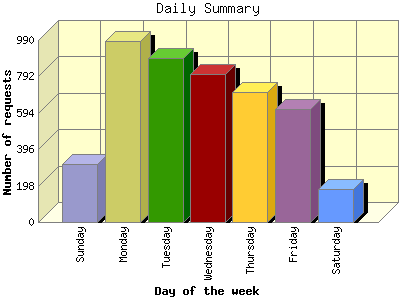 Daily Summary
Number of requests
990
792
594
396
198
0
Sunday
Monday
Tuesday
Wednesday
Thursday
Friday
Saturday
Day of the week